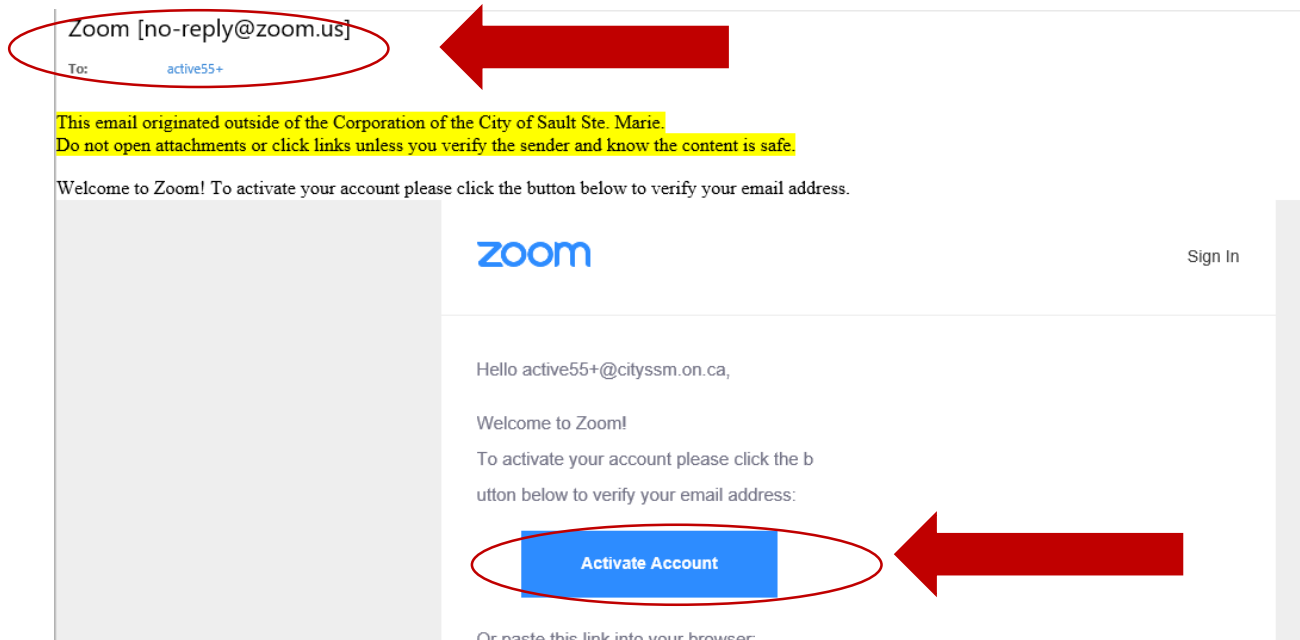 Zoom [no-reply@zoom.us]
To: active55+
This email originated outside of the Corporation of the City of Sault Ste. Marie.
Do not open attachments or click links unless you verify the sender and know the content is safe.
Welcome to Zoom! To activate your account please click the button below to verify your email address.
zoom
Sign In
Hello active55+@cityssm.on.ca,
Welcome to Zoom!
To activate your account please click the b
utton below to verify your email address:
Activate Account
Or paste this link into your browser: